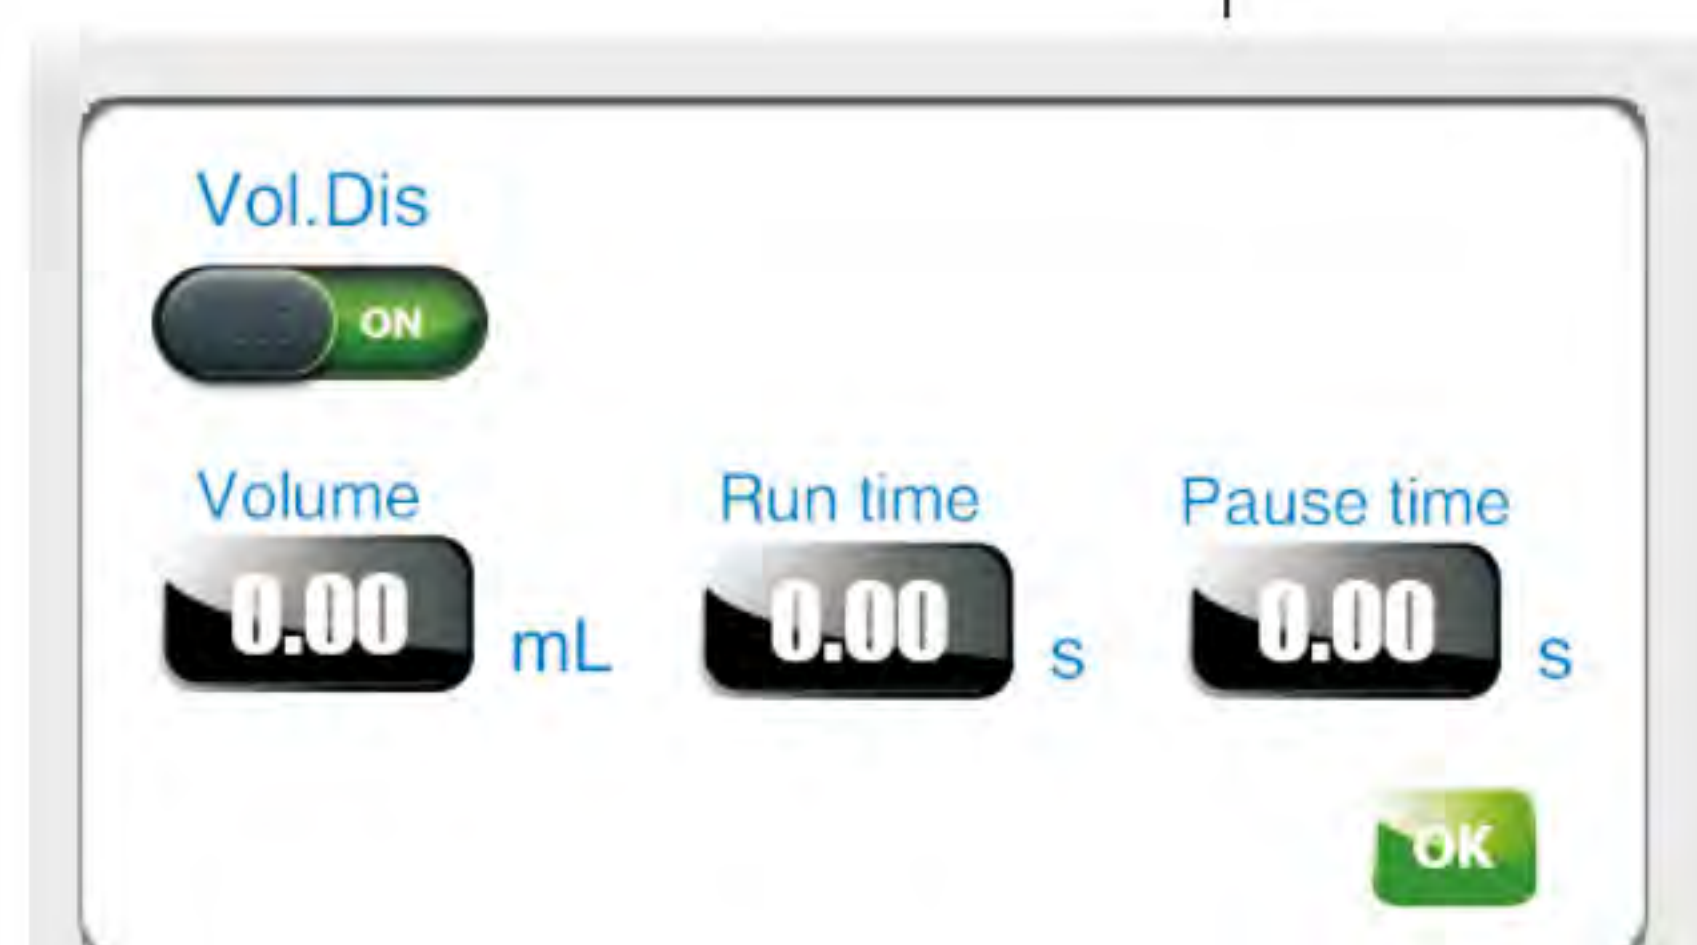 Vol.Dis
ON
Volume Run time Pause time
0.00 mL 0.00 s 0.00 s
OK